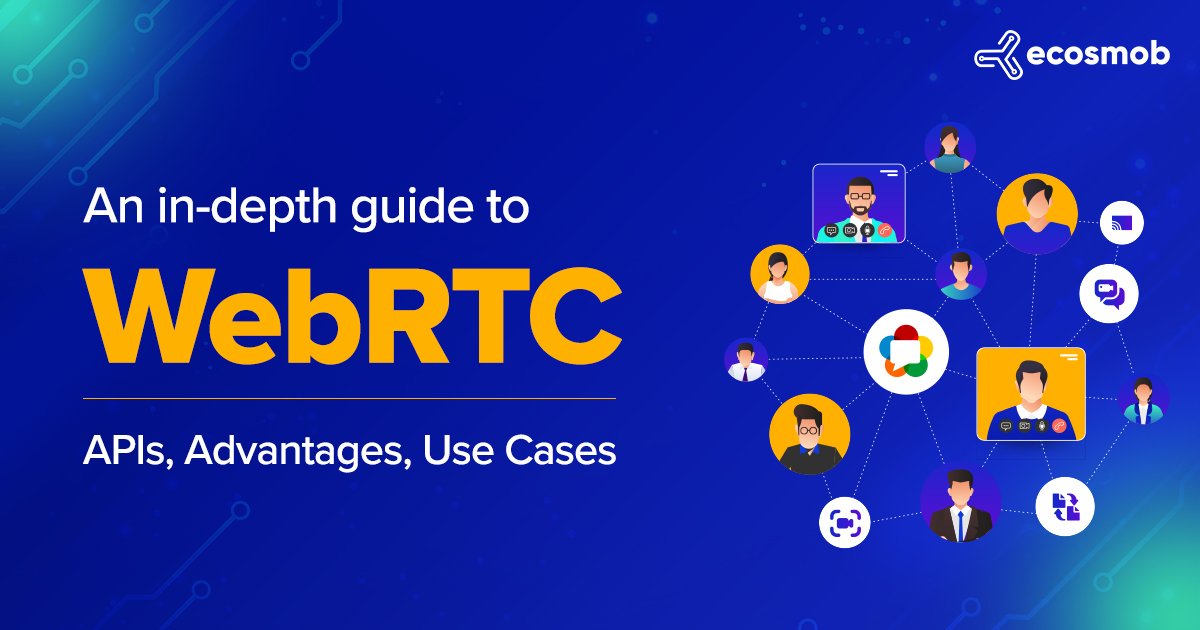 ecosmob
An in-depth guide to
WebRTC
APIs, Advantages, Use Cases